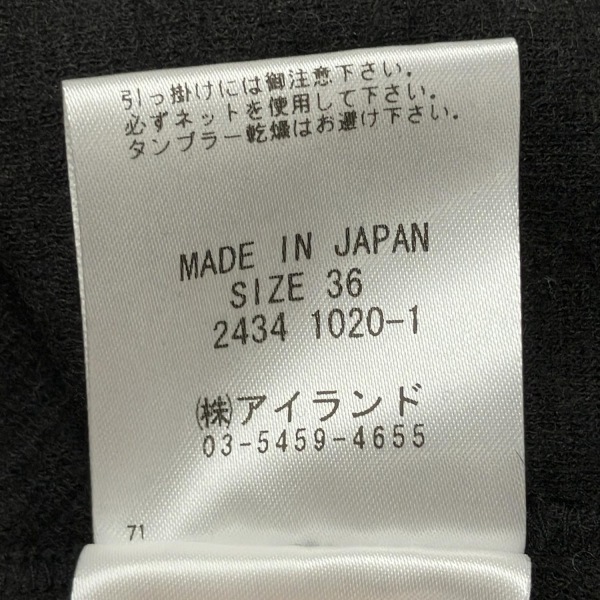 引っ掛けには御注意下さい。
必ずネットを使用して下さい。
タンブラー乾燥はお避け下さい。
MADE IN JAPAN
SIZE 36
2434 1020-1
㈱アイランド
03-5459-4655
71